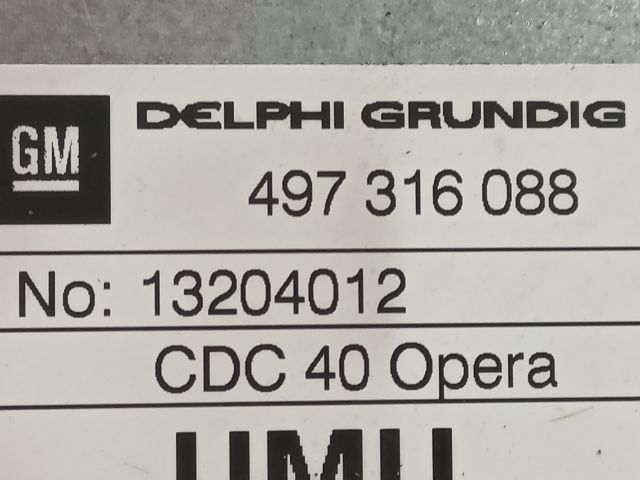 GM
DELPHI GRUNDIG
497 316 088
No: 13204012
CDC 40 Opera